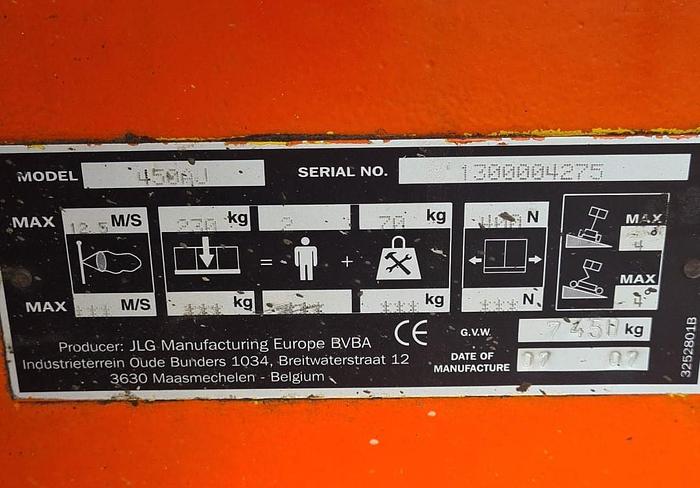 MODEL 450AJ SERIAL NO. 1300004275
MAX 12.5 M/S 230 kg 2 70 kg 400 N MAX 4°
= +
MAX *** M/S *** kg **** *** kg *** N MAX 4°
Producer: JLG Manufacturing Europe BVBA CE G.V.W. kg
Industrieterrein Oude Bunders 1034, Breitwaterstraat 12 DATE OF MANUFACTURE 07 - 07
3630 Maasmechelen - Belgium
3252801B